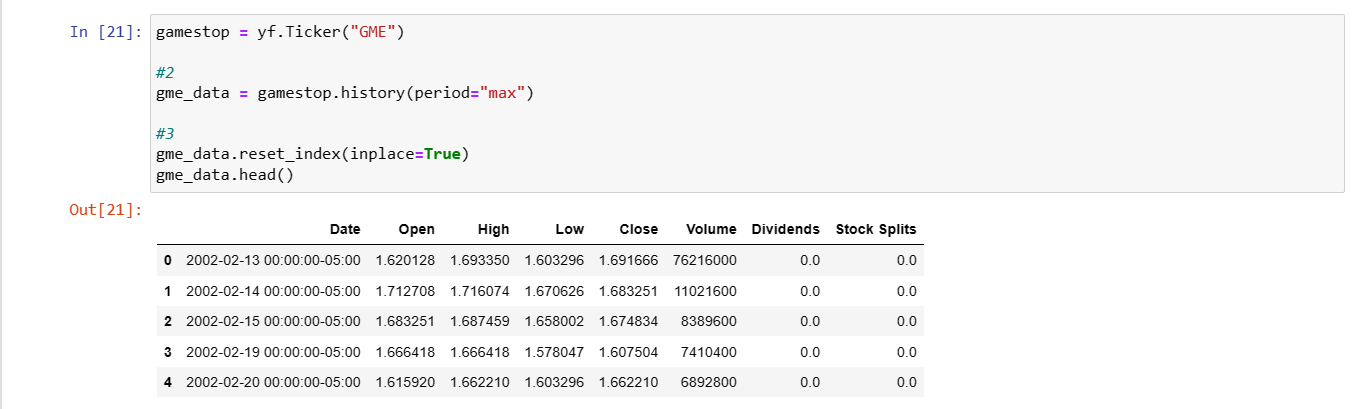 In [21]: gamestop = yf.Ticker("GME")
#2
gme_data = gamestop.history(period="max")
#3
gme_data.reset_index(inplace=True)
gme_data.head()
Out[21]:
Date Open High Low Close Volume Dividends Stock Splits
0 2002-02-13 00:00:00-05:00 1.620128 1.693350 1.603296 1.691666 76216000 0.0 0.0
1 2002-02-14 00:00:00-05:00 1.712708 1.716074 1.670626 1.683251 11021600 0.0 0.0
2 2002-02-15 00:00:00-05:00 1.683251 1.687459 1.658002 1.674834 8389600 0.0 0.0
3 2002-02-19 00:00:00-05:00 1.666418 1.666418 1.578047 1.607504 7410400 0.0 0.0
4 2002-02-20 00:00:00-05:00 1.615920 1.662210 1.603296 1.662210 6892800 0.0 0.0